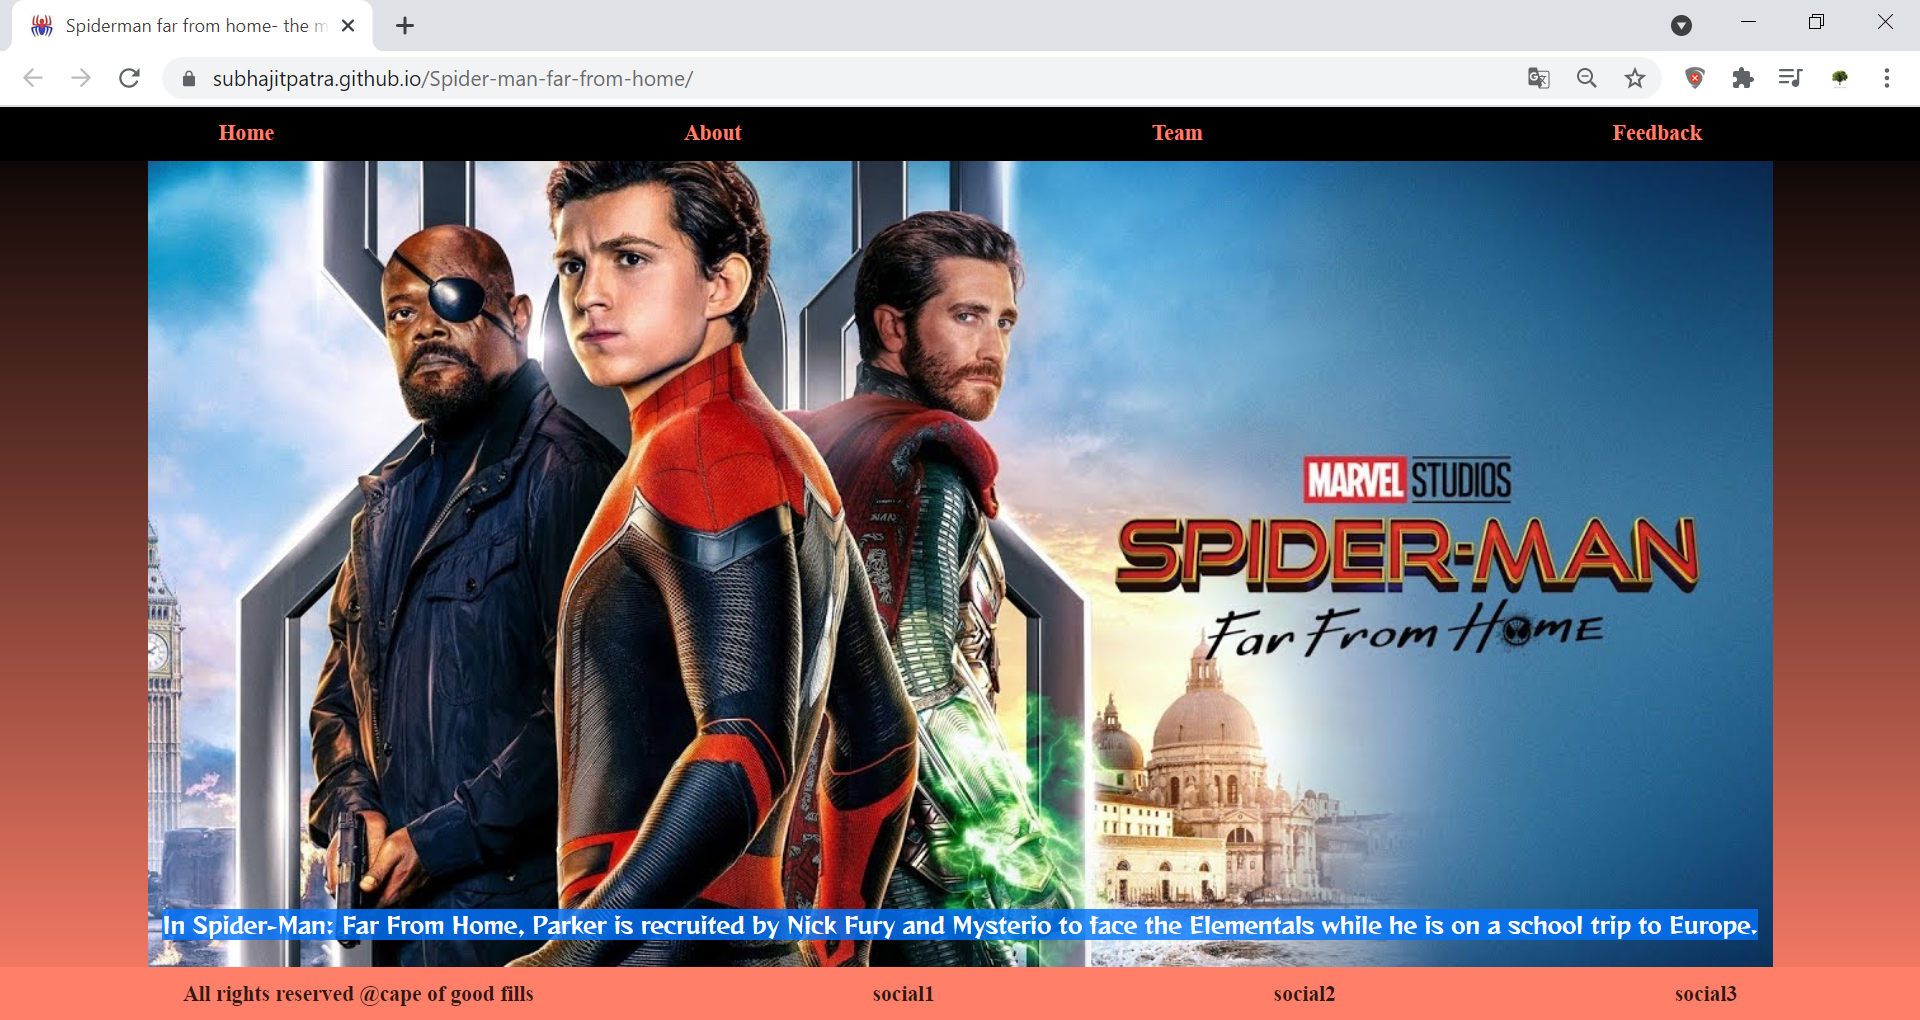 Spiderman far from home- the m
subhajitpatra.github.io/Spider-man-far-from-home/
Home About Team Feedback
MARVEL STUDIOS
SPIDER-MAN
Far From Home
In Spider-Man: Far From Home, Parker is recruited by Nick Fury and Mysterio to face the Elementals while he is on a school trip to Europe.
All rights reserved @cape of good fills social1 social2 social3